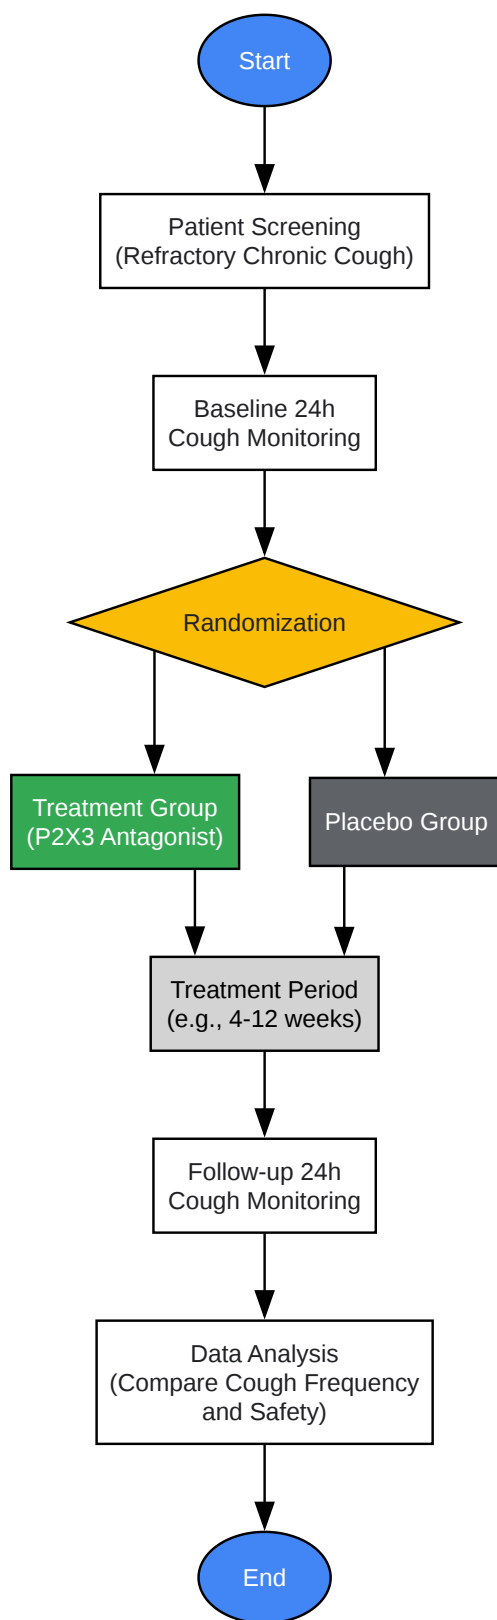 Start
Patient Screening
(Refractory Chronic Cough)
Baseline 24h
Cough Monitoring
Randomization
Treatment Group
(P2X3 Antagonist)
Placebo Group
Treatment Period
(e.g., 4-12 weeks)
Follow-up 24h
Cough Monitoring
Data Analysis
(Compare Cough Frequency
and Safety)
End